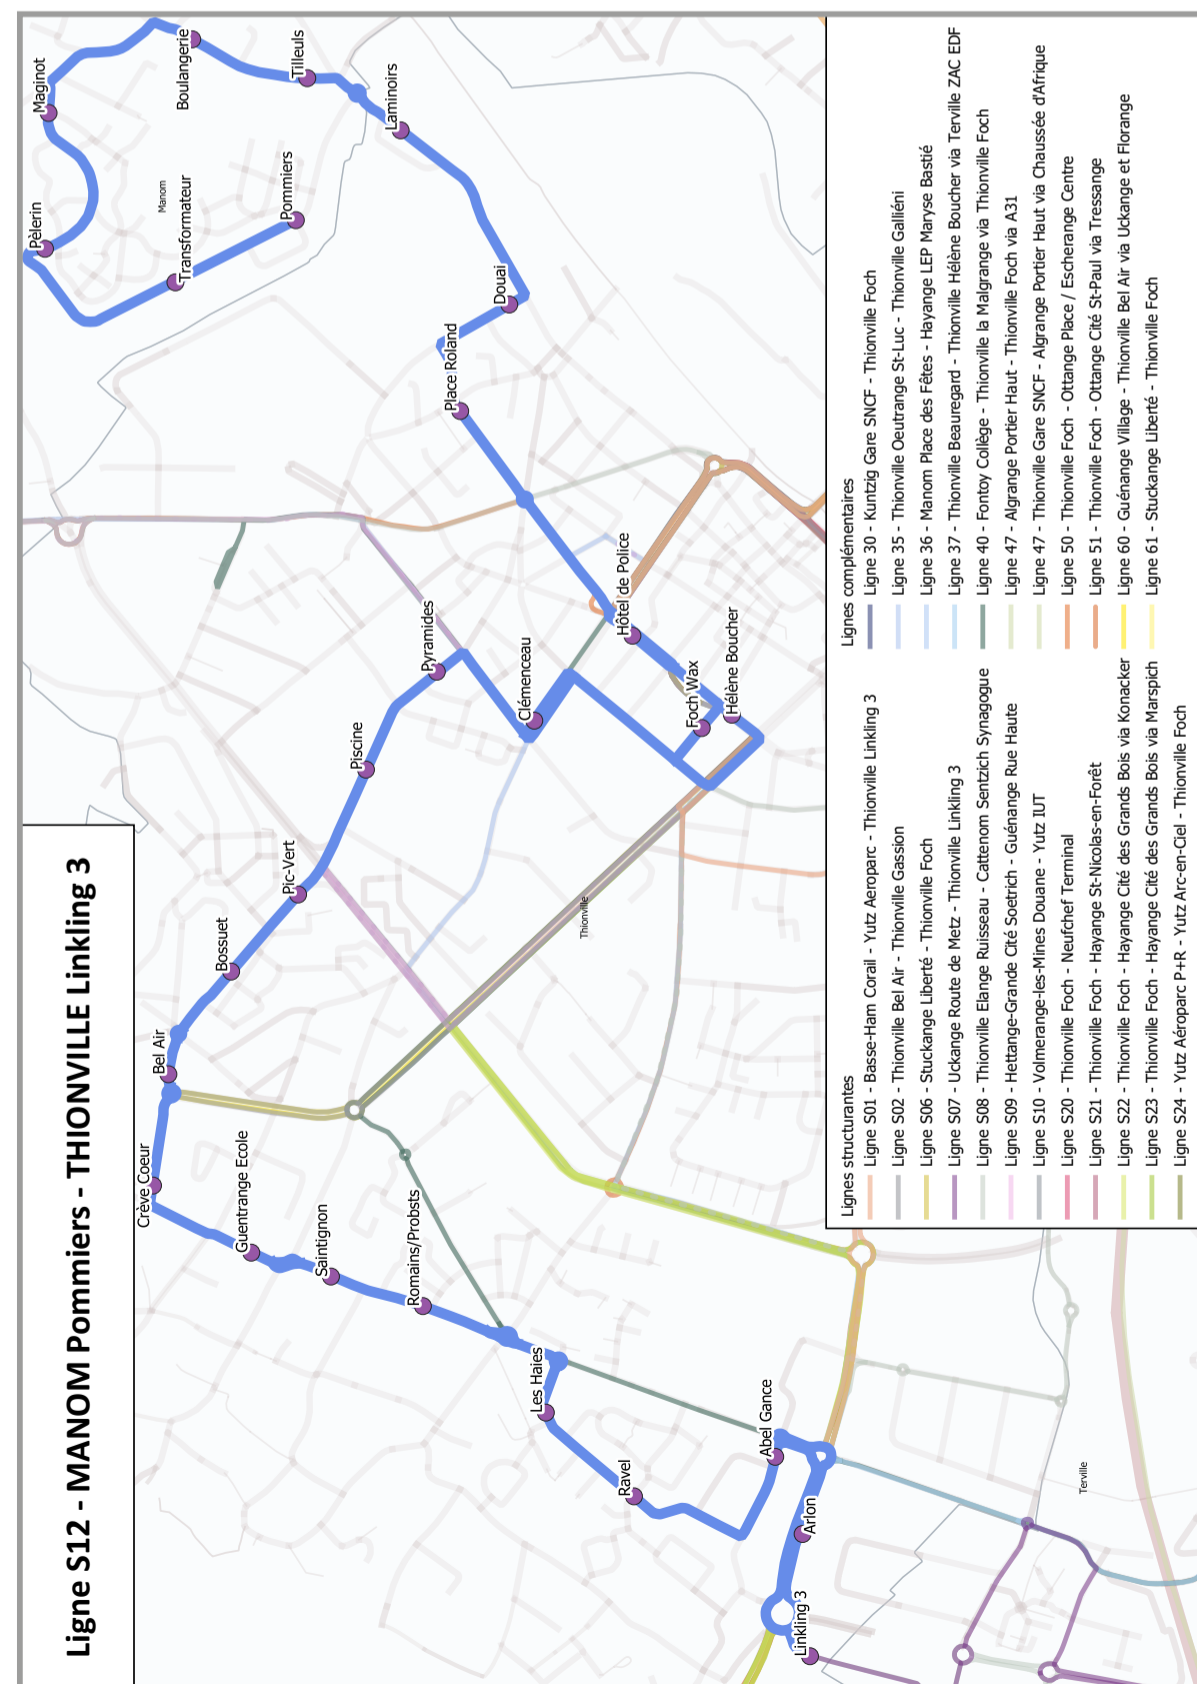 Ligne S12 - MANOM Pommiers - THIONVILLE Linkling 3
Linkling 3
Arlon
Abel Gance
Ravel
Les Haies
Romains/Probsts
Saintignon
Guentrange Ecole
Crève Coeur
Bel Air
Bossuet
Pic-Vert
Piscine
Pyramides
Clémenceau
Foch Wax
Hélène Boucher
Hôtel de Police
Place Roland
Douai
Laminoirs
Tilleuls
Boulangerie
Maginot
Pèlerin
Transformateur
Pommiers
Manom
Thionville
Terville
Lignes structurantes
Ligne S01 - Basse-Ham Corail - Yutz Aeroparc - Thionville Linkling 3
Ligne S02 - Thionville Bel Air - Thionville Gassion
Ligne S06 - Stuckange Liberté - Thionville Foch
Ligne S07 - Uckange Route de Metz - Thionville Linkling 3
Ligne S08 - Thionville Elange Ruisseau - Cattenom Sentzich Synagogue
Ligne S09 - Hettange-Grande Cité Soetrich - Guénange Rue Haute
Ligne S10 - Volmerange-les-Mines Douane - Yutz IUT
Ligne S20 - Thionville Foch - Neufchef Terminal
Ligne S21 - Thionville Foch - Hayange St-Nicolas-en-Forêt
Ligne S22 - Thionville Foch - Hayange Cité des Grands Bois via Konacker
Ligne S23 - Thionville Foch - Hayange Cité des Grands Bois via Marspich
Ligne S24 - Yutz Aéroparc P+R - Yutz Arc-en-Ciel - Thionville Foch
Lignes complémentaires
Ligne 30 - Kuntzig Gare SNCF - Thionville Foch
Ligne 35 - Thionville Oeutrange St-Luc - Thionville Galliéni
Ligne 36 - Manom Place des Fêtes - Hayange LEP Maryse Bastié
Ligne 37 - Thionville Beauregard - Thionville Hélène Boucher via Terville ZAC EDF
Ligne 40 - Fontoy Collège - Thionville la Malgrange via Thionville Foch
Ligne 47 - Algrange Portier Haut - Thionville Foch via A31
Ligne 47 - Thionville Gare SNCF - Algrange Portier Haut via Chaussée d'Afrique
Ligne 50 - Thionville Foch - Ottange Place / Escherange Centre
Ligne 51 - Thionville Foch - Ottange Cité St-Paul via Tressange
Ligne 60 - Guénange Village - Thionville Bel Air via Uckange et Florange
Ligne 61 - Stuckange Liberté - Thionville Foch